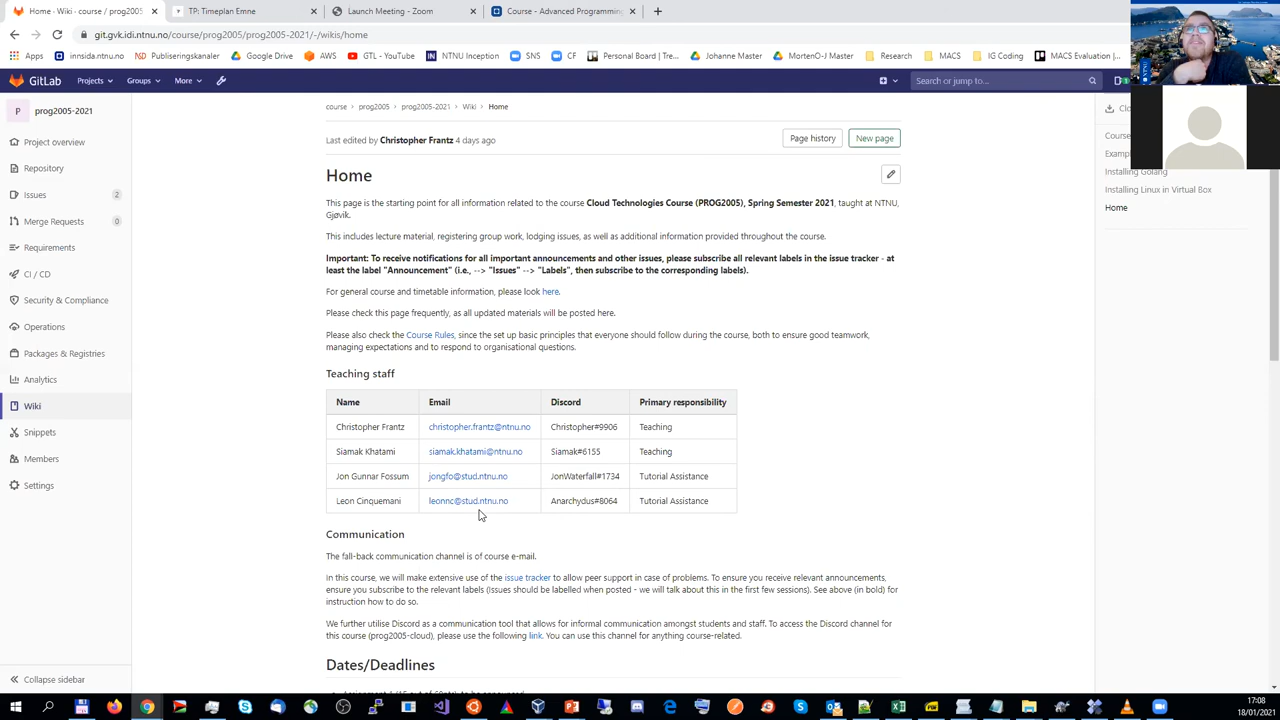 Home · Wiki · course / prog2005
TP: Timeplan Emne
Launch Meeting - Zoom
Course - Advanced Programming
git.gvk.idi.ntnu.no/course/prog2005/prog2005-2021/-/wikis/home
Apps
innsida.ntnu.no
Publiseringskanaler
Google Drive
AWS
GTL - YouTube
NTNU Inception
SNS
CF
Personal Board | Tre...
Johanne Master
MortenO-J Master
Research
MACS
IG Coding
MACS Evaluation |...
GitLab
Projects
Groups
More
Search or jump to...
P prog2005-2021
Project overview
Repository
Issues 2
Merge Requests 0
Requirements
CI / CD
Security & Compliance
Operations
Packages & Registries
Analytics
Wiki
Snippets
Members
Settings
Collapse sidebar
course › prog2005 › prog2005-2021 › Wiki › Home
Last edited by Christopher Frantz 4 days ago
Page history
New page
Home
This page is the starting point for all information related to the course Cloud Technologies Course (PROG2005), Spring Semester 2021, taught at NTNU,
Gjøvik.
This includes lecture material, registering group work, lodging issues, as well as additional information provided throughout the course.
Important: To receive notifications for all important announcements and other issues, please subscribe all relevant labels in the issue tracker - at
least the label "Announcement" (i.e., --> "Issues" --> "Labels", then subscribe to the corresponding labels).
For general course and timetable information, please look here.
Please check this page frequently, as all updated materials will be posted here.
Please also check the Course Rules, since the set up basic principles that everyone should follow during the course, both to ensure good teamwork,
managing expectations and to respond to organisational questions.
Teaching staff
Name Email Discord Primary responsibility
Christopher Frantz christopher.frantz@ntnu.no Christopher#9906 Teaching
Siamak Khatami siamak.khatami@ntnu.no Siamak#6155 Teaching
Jon Gunnar Fossum jongfo@stud.ntnu.no JonWaterfall#1734 Tutorial Assistance
Leon Cinquemani leonnc@stud.ntnu.no Anarchydus#8064 Tutorial Assistance
Communication
The fall-back communication channel is of course e-mail.
In this course, we will make extensive use of the issue tracker to allow peer support in case of problems. To ensure you receive relevant announcements,
ensure you subscribe to the relevant labels (Issues should be labelled when posted - we will talk about this in the first few sessions). See above (in bold) for
instruction how to do so.
We further utilise Discord as a communication tool that allows for informal communication amongst students and staff. To access the Discord channel for
this course (prog2005-cloud), please use the following link. You can use this channel for anything course-related.
Dates/Deadlines
Clo
Course
Examp
Installing Golang
Installing Linux in Virtual Box
Home
NTNU
17:08
18/01/2021